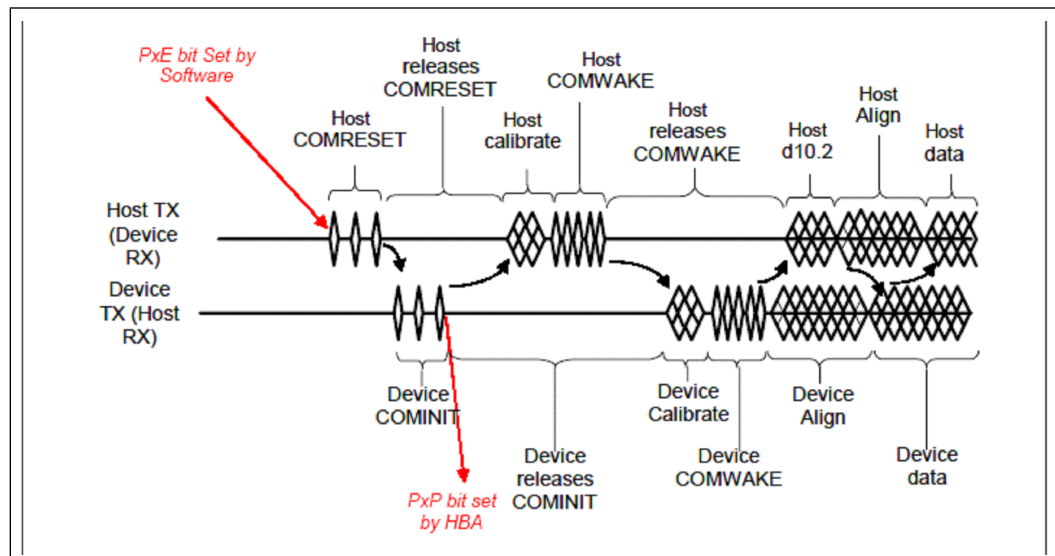 PxE bit Set by
Software
Host
releases
COMRESET
Host
COMWAKE
Host
COMRESET
Host
calibrate
Host
releases
COMWAKE
Host
d10.2
Host
Align
Host
data
Host TX
(Device
RX)
Device
TX (Host
RX)
Device
COMINIT
Device
Calibrate
Device
Align
Device
releases
COMINIT
Device
COMWAKE
Device
data
PxP bit set
by HBA